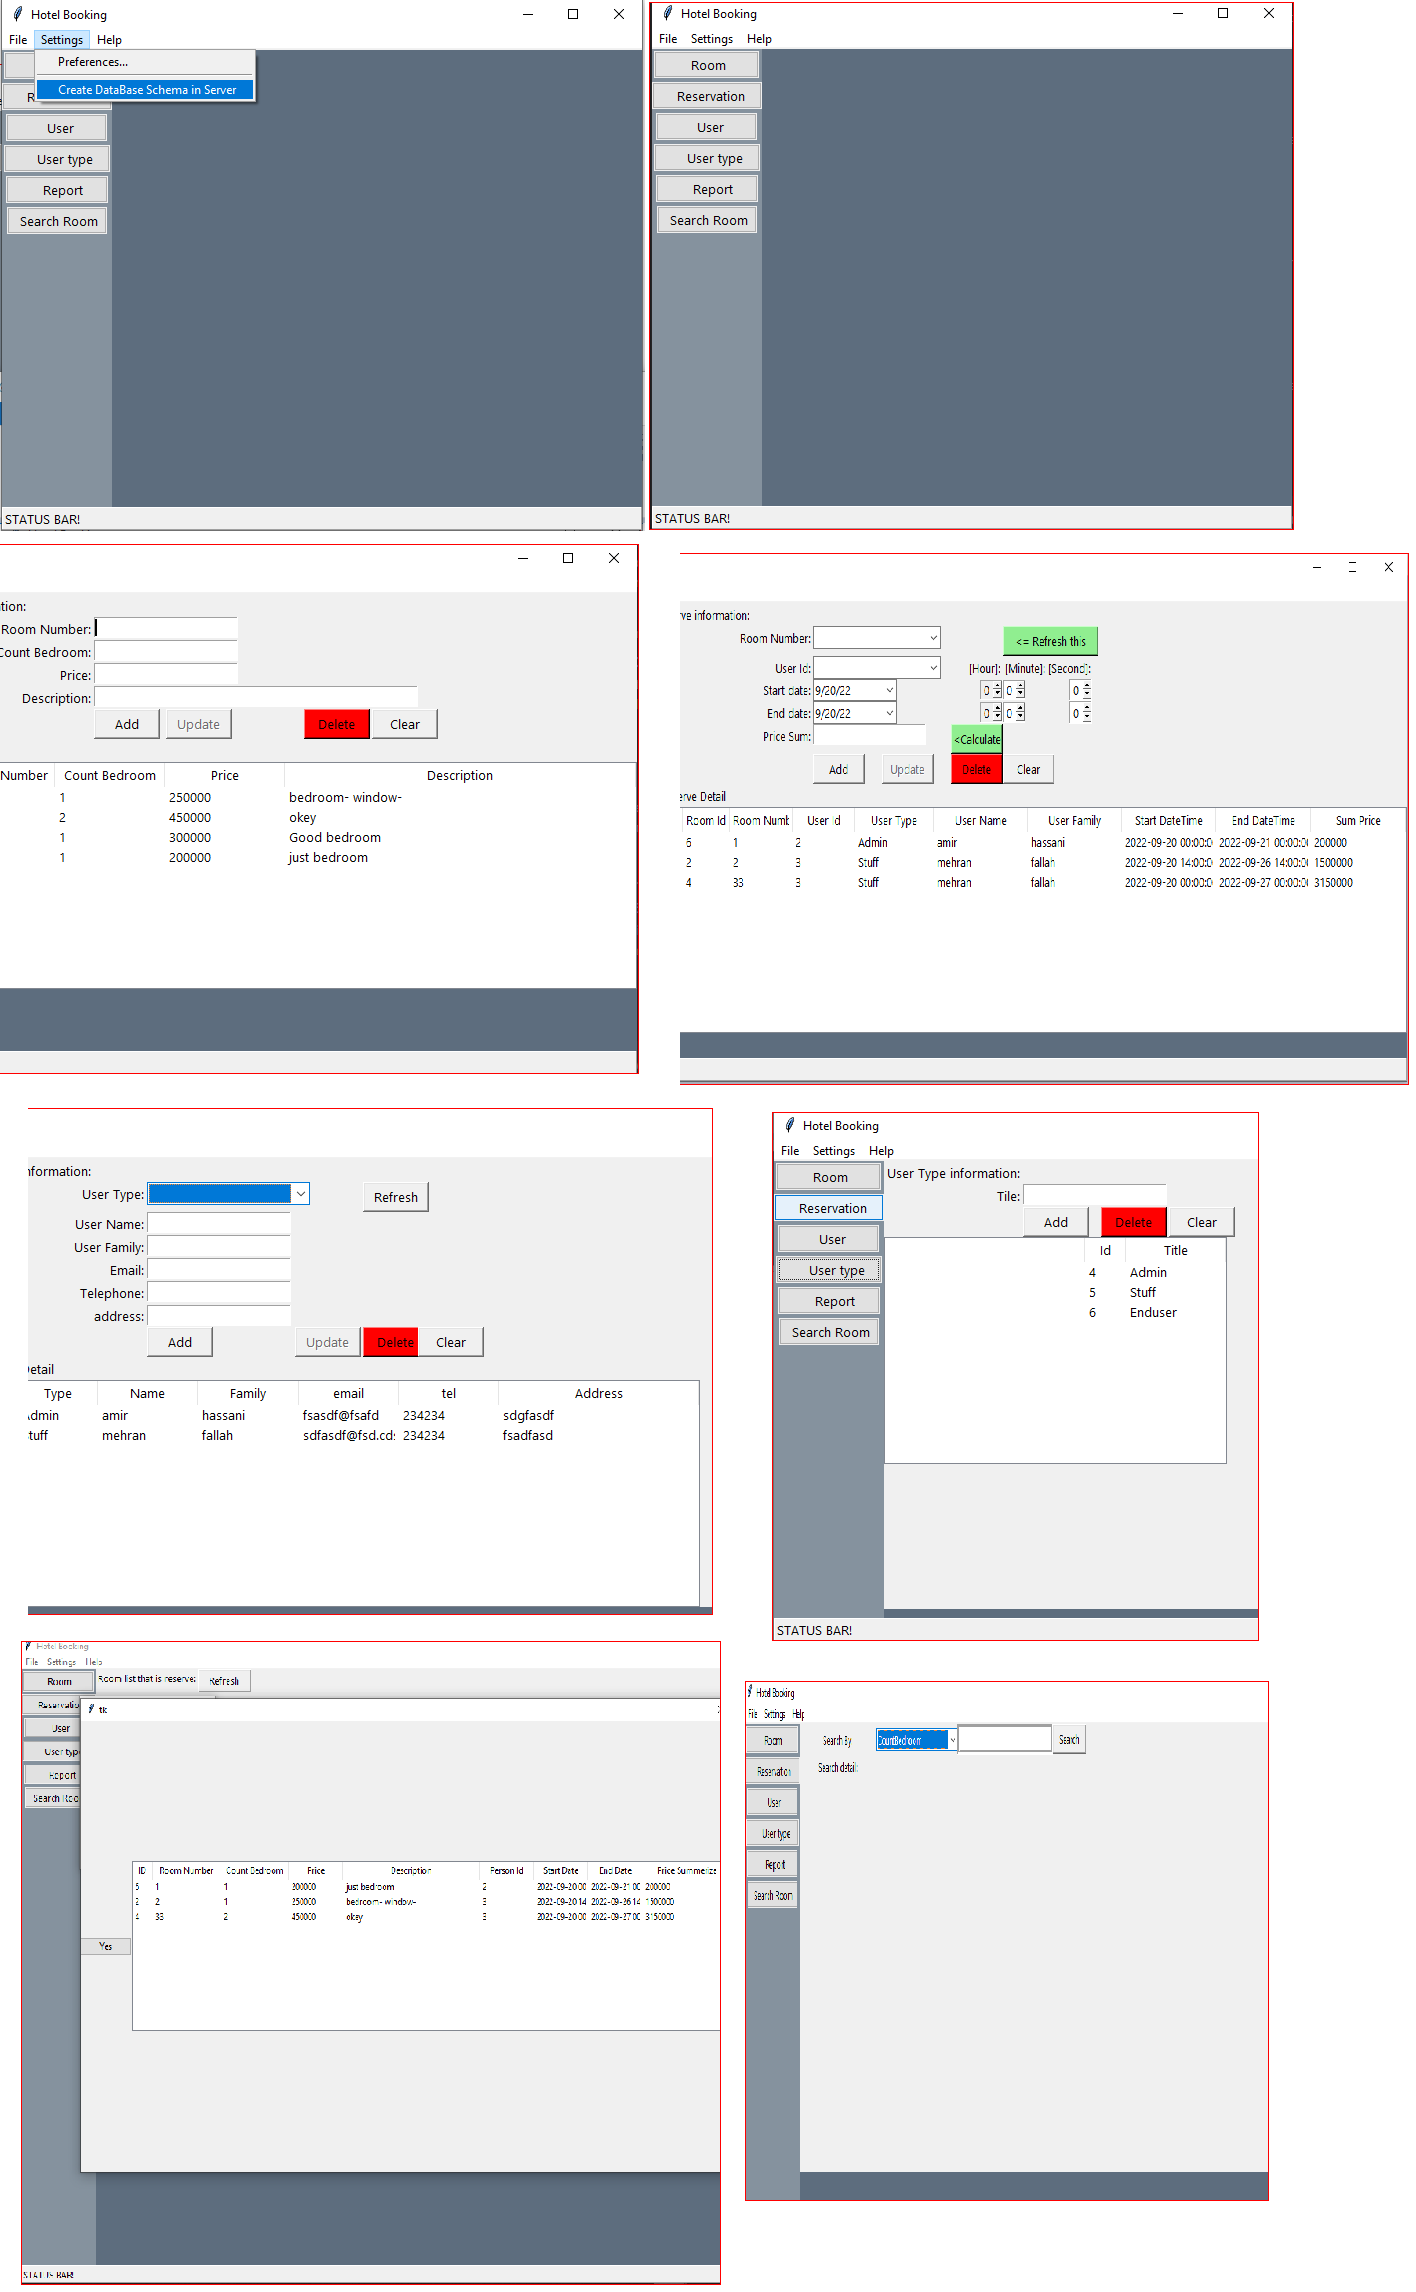 Hotel Booking
File Settings Help
Preferences...
Create DataBase Schema in Server
User
User type
Report
Search Room
STATUS BAR!
Hotel Booking
File Settings Help
Room
Reservation
User
User type
Report
Search Room
STATUS BAR!
tion:
Room Number:
Count Bedroom:
Price:
Description:
Add Update Delete Clear
Number Count Bedroom Price Description
1 250000 bedroom- window-
2 450000 okey
1 300000 Good bedroom
1 200000 just bedroom
rve information:
Room Number: <= Refresh this
User Id: [Hour]: [Minute]: [Second]:
Start date: 9/20/22 0 0 0
End date: 9/20/22 0 0 0
Price Sum: <Calculate
Add Update Delete Clear
erve Detail
Room Id Room Numb User Id User Type User Name User Family Start DateTime End DateTime Sum Price
6 1 2 Admin amir hassani 2022-09-20 00:00:0 2022-09-21 00:00:0 200000
2 2 3 Stuff mehran fallah 2022-09-20 14:00:0 2022-09-26 14:00:0 1500000
4 33 3 Stuff mehran fallah 2022-09-20 00:00:0 2022-09-27 00:00:0 3150000
nformation:
User Type: Refresh
User Name:
User Family:
Email:
Telephone:
address:
Add Update Delete Clear
Detail
Type Name Family email tel Address
Admin amir hassani fsasdf@fsafd 234234 sdgfasdf
tuff mehran fallah sdfasdf@fsd.cds 234234 fsadfasd
Hotel Booking
File Settings Help
Room
Reservation
User
User type
Report
Search Room
User Type information:
Tile:
Add Delete Clear
Id Title
4 Admin
5 Stuff
6 Enduser
STATUS BAR!
Hotel Booking
File Settings Help
Room
Reservatio
User
User type
Report
Search Roo
Room list that is reserve: Refresh
tk
ID Room Number Count Bedroom Price Description Person Id Start Date End Date Price Summerize
6 1 1 200000 just bedroom 2 2022-09-20 00 2022-09-21 00 200000
2 2 1 250000 bedroom- window- 3 2022-09-20 14 2022-09-26 14 1500000
4 33 2 450000 okey 3 2022-09-20 00 2022-09-27 00 3150000
Yes
STATUS BAR!
Hotel Booking
File Settings Help
Room
Reservation
User
User type
Report
Search Room
Search By CountBedroom Search
Search detail: